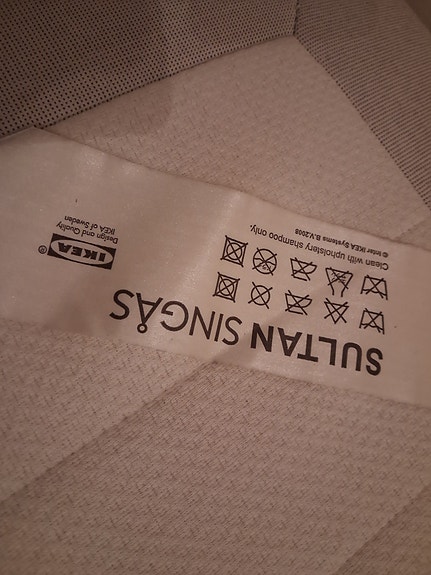 SULTAN SINGÅS
Clean with upholstery shampoo only.
© Inter IKEA Systems B.V.2008
IKEA®
Design and Quality
IKEA of Sweden